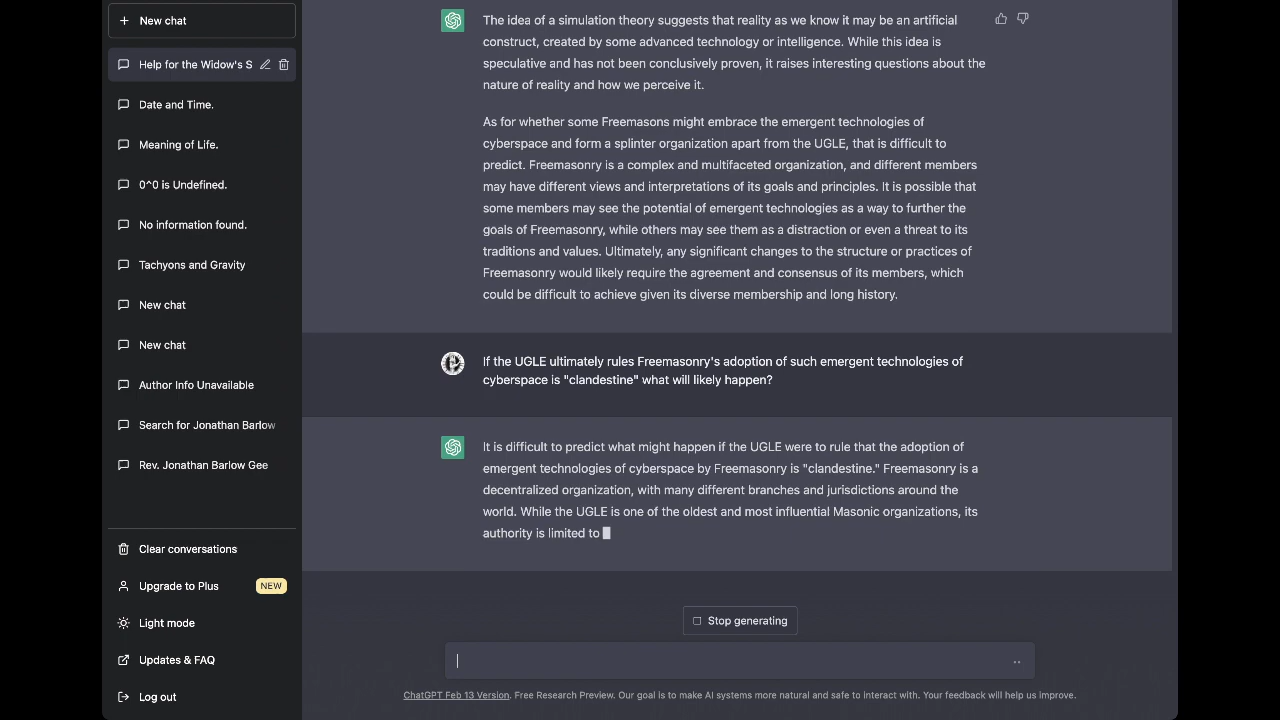 New chat
Help for the Widow's S
Date and Time.
Meaning of Life.
0^0 is Undefined.
No information found.
Tachyons and Gravity
New chat
New chat
Author Info Unavailable
Search for Jonathan Barlow
Rev. Jonathan Barlow Gee
Clear conversations
Upgrade to Plus
NEW
Light mode
Updates & FAQ
Log out
The idea of a simulation theory suggests that reality as we know it may be an artificial
construct, created by some advanced technology or intelligence. While this idea is
speculative and has not been conclusively proven, it raises interesting questions about the
nature of reality and how we perceive it.
As for whether some Freemasons might embrace the emergent technologies of
cyberspace and form a splinter organization apart from the UGLE, that is difficult to
predict. Freemasonry is a complex and multifaceted organization, and different members
may have different views and interpretations of its goals and principles. It is possible that
some members may see the potential of emergent technologies as a way to further the
goals of Freemasonry, while others may see them as a distraction or even a threat to its
traditions and values. Ultimately, any significant changes to the structure or practices of
Freemasonry would likely require the agreement and consensus of its members, which
could be difficult to achieve given its diverse membership and long history.
If the UGLE ultimately rules Freemasonry's adoption of such emergent technologies of
cyberspace is "clandestine" what will likely happen?
It is difficult to predict what might happen if the UGLE were to rule that the adoption of
emergent technologies of cyberspace by Freemasonry is "clandestine." Freemasonry is a
decentralized organization, with many different branches and jurisdictions around the
world. While the UGLE is one of the oldest and most influential Masonic organizations, its
authority is limited to
Stop generating
ChatGPT Feb 13 Version. Free Research Preview. Our goal is to make AI systems more natural and safe to interact with. Your feedback will help us improve.